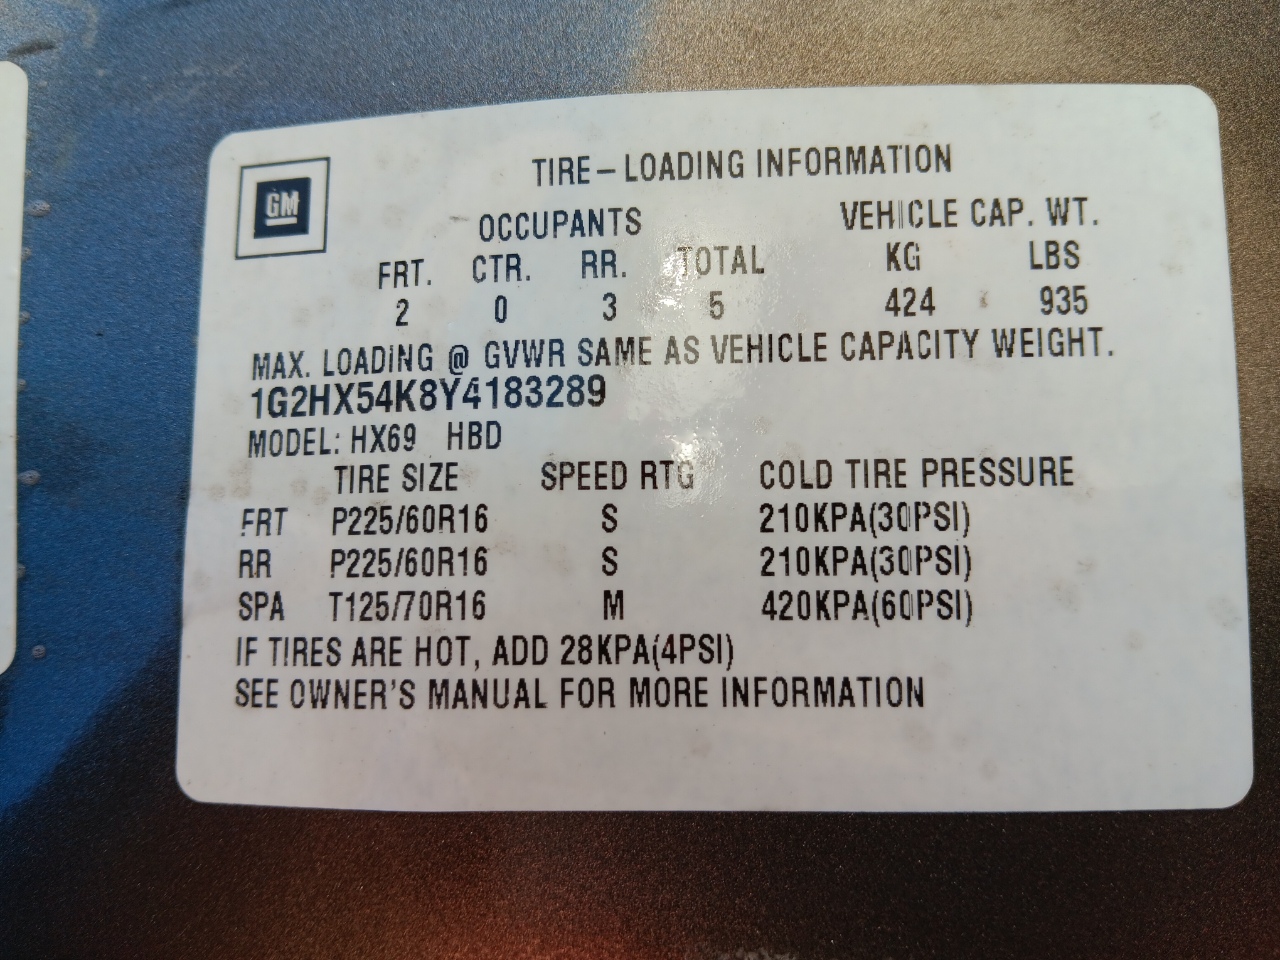 GM
TIRE–LOADING INFORMATION
OCCUPANTS VEHICLE CAP. WT.
FRT. CTR. RR. TOTAL KG LBS
2 0 3 5 424 935
MAX. LOADING @ GVWR SAME AS VEHICLE CAPACITY WEIGHT.
1G2HX54K8Y4183289
MODEL: HX69 HBD
TIRE SIZE SPEED RTG COLD TIRE PRESSURE
FRT P225/60R16 S 210KPA(30PSI)
RR P225/60R16 S 210KPA(30PSI)
SPA T125/70R16 M 420KPA(60PSI)
IF TIRES ARE HOT, ADD 28KPA(4PSI)
SEE OWNER'S MANUAL FOR MORE INFORMATION